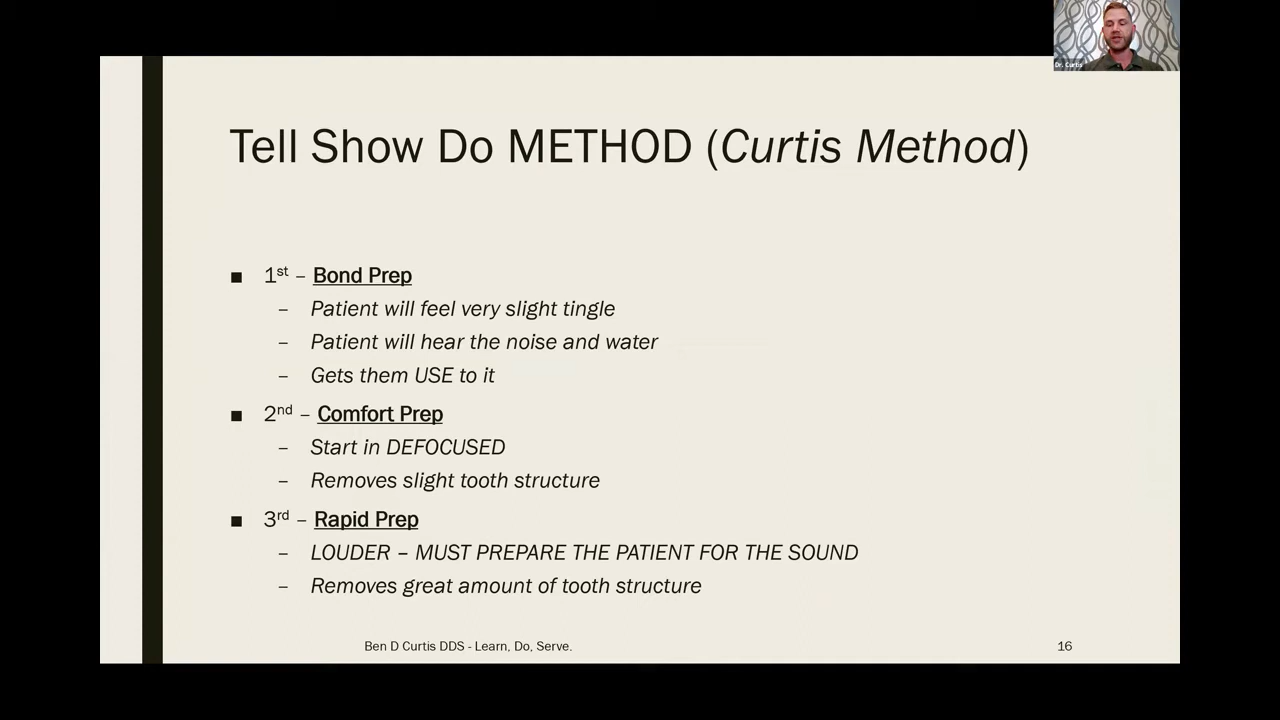 Dr. Curtis
Tell Show Do METHOD (Curtis Method)
■ 1st – Bond Prep
– Patient will feel very slight tingle
– Patient will hear the noise and water
– Gets them USE to it
■ 2nd – Comfort Prep
– Start in DEFOCUSED
– Removes slight tooth structure
■ 3rd – Rapid Prep
– LOUDER – MUST PREPARE THE PATIENT FOR THE SOUND
– Removes great amount of tooth structure
Ben D Curtis DDS - Learn, Do, Serve.
16